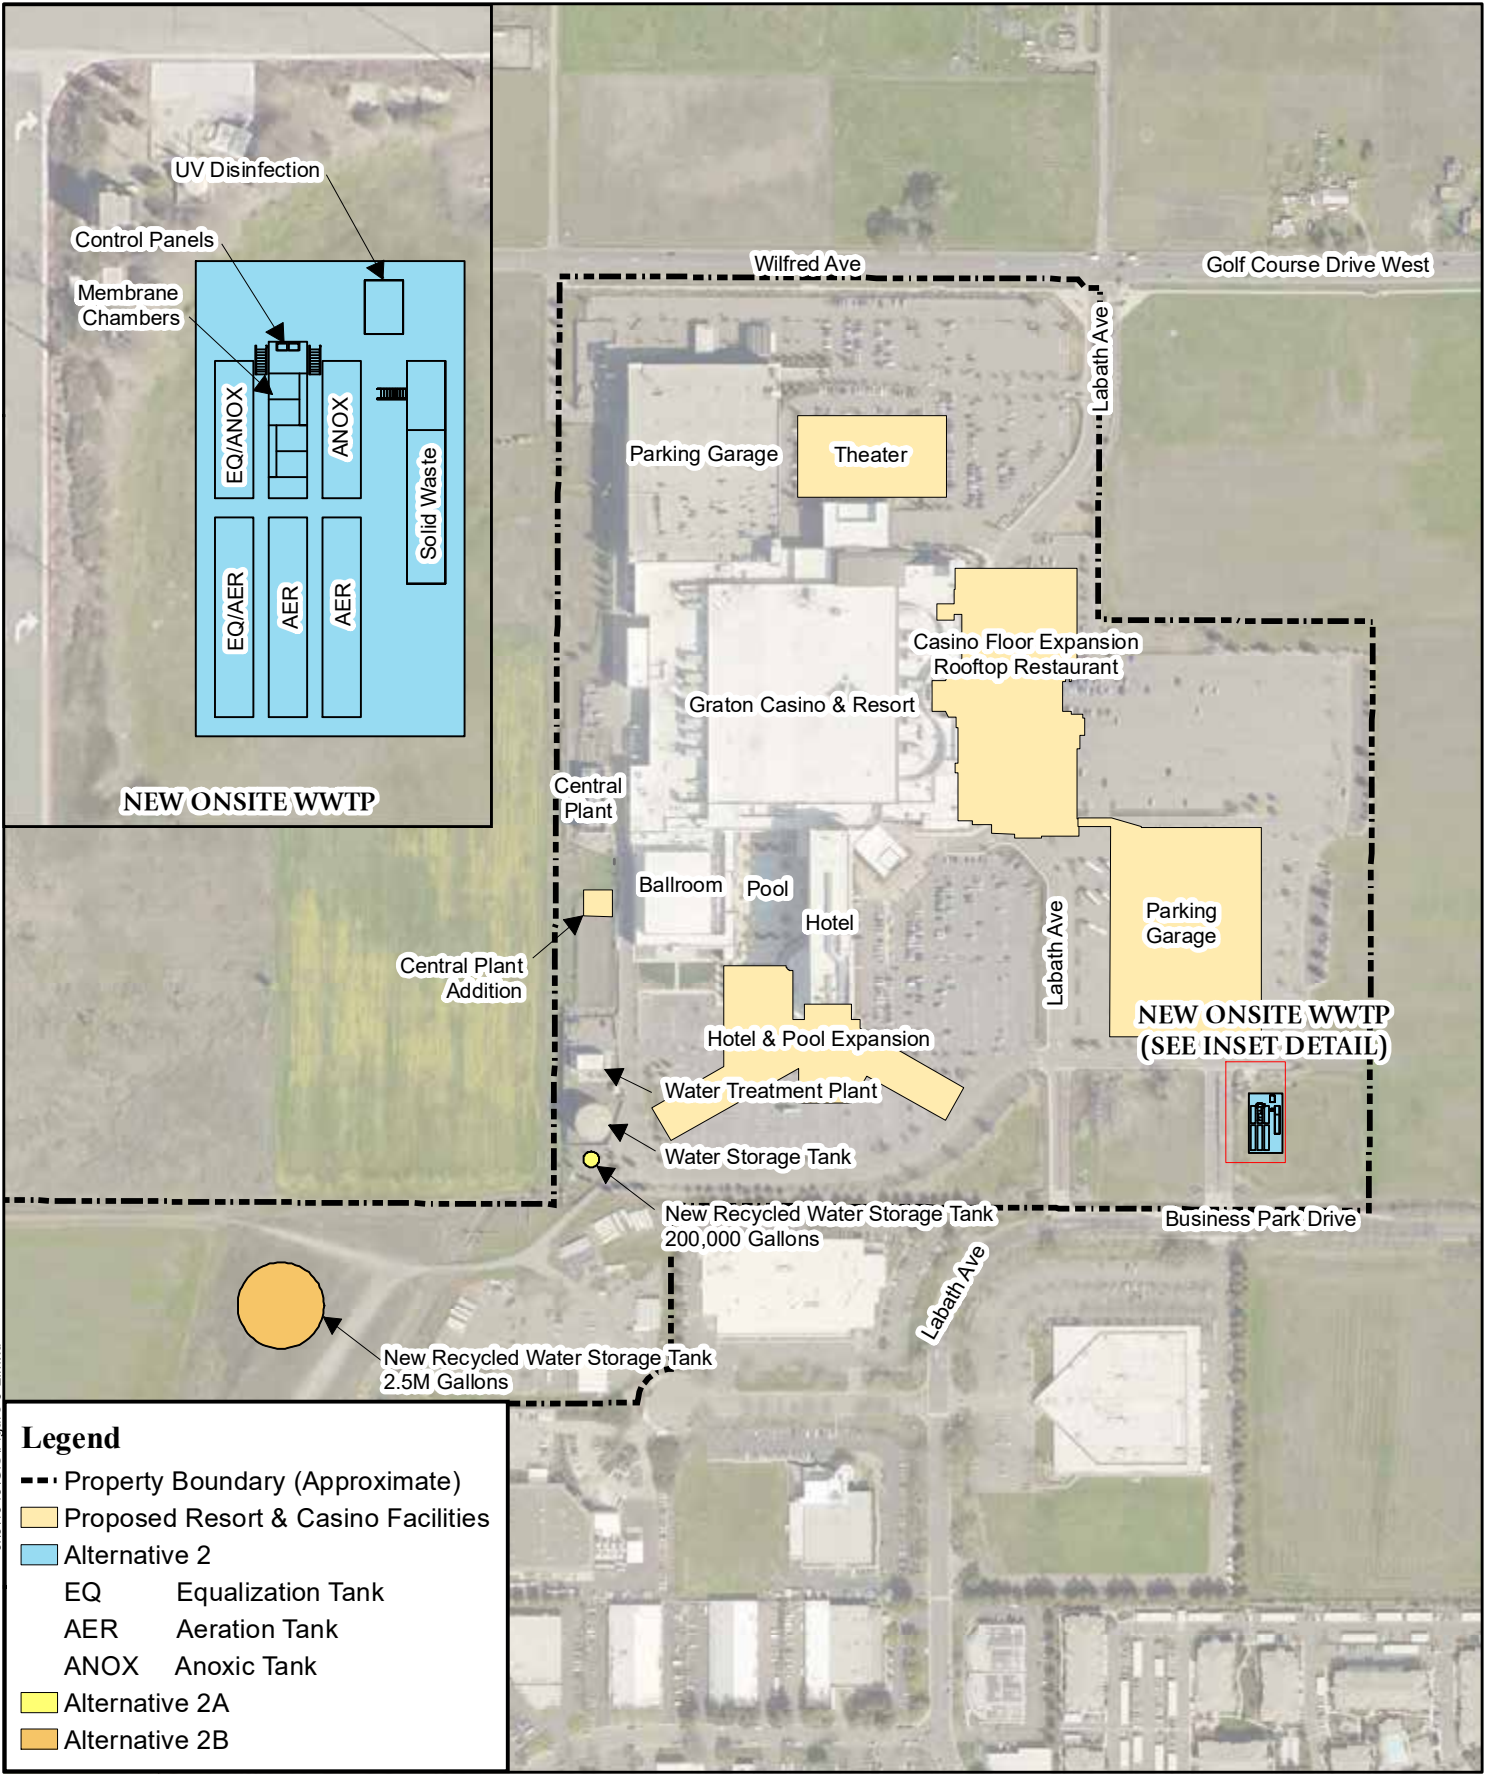 UV Disinfection
Control Panels
Membrane
Chambers
EQ/ANOX
ANOX
Solid Waste
EQ/AER
AER
AER
NEW ONSITE WWTP
Wilfred Ave
Golf Course Drive West
Labath Ave
Parking Garage
Theater
Casino Floor Expansion
Rooftop Restaurant
Graton Casino & Resort
Central
Plant
Ballroom
Pool
Hotel
Labath Ave
Parking
Garage
Central Plant
Addition
NEW ONSITE WWTP
(SEE INSET DETAIL)
Hotel & Pool Expansion
Water Treatment Plant
Water Storage Tank
New Recycled Water Storage Tank
200,000 Gallons
Business Park Drive
Labath Ave
New Recycled Water Storage Tank
2.5M Gallons
Legend
Property Boundary (Approximate)
Proposed Resort & Casino Facilities
Alternative 2
EQ Equalization Tank
AER Aeration Tank
ANOX Anoxic Tank
Alternative 2A
Alternative 2B